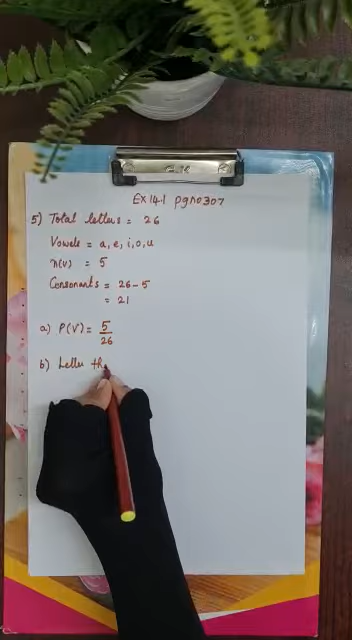 C.K
Ex 14.1 pg no 307
5) Total letters = 26
Vowels = a, e, i, o, u
n(v) = 5
Consonants = 26 - 5
= 21
a) P(V) = 5/26
b) Letter th